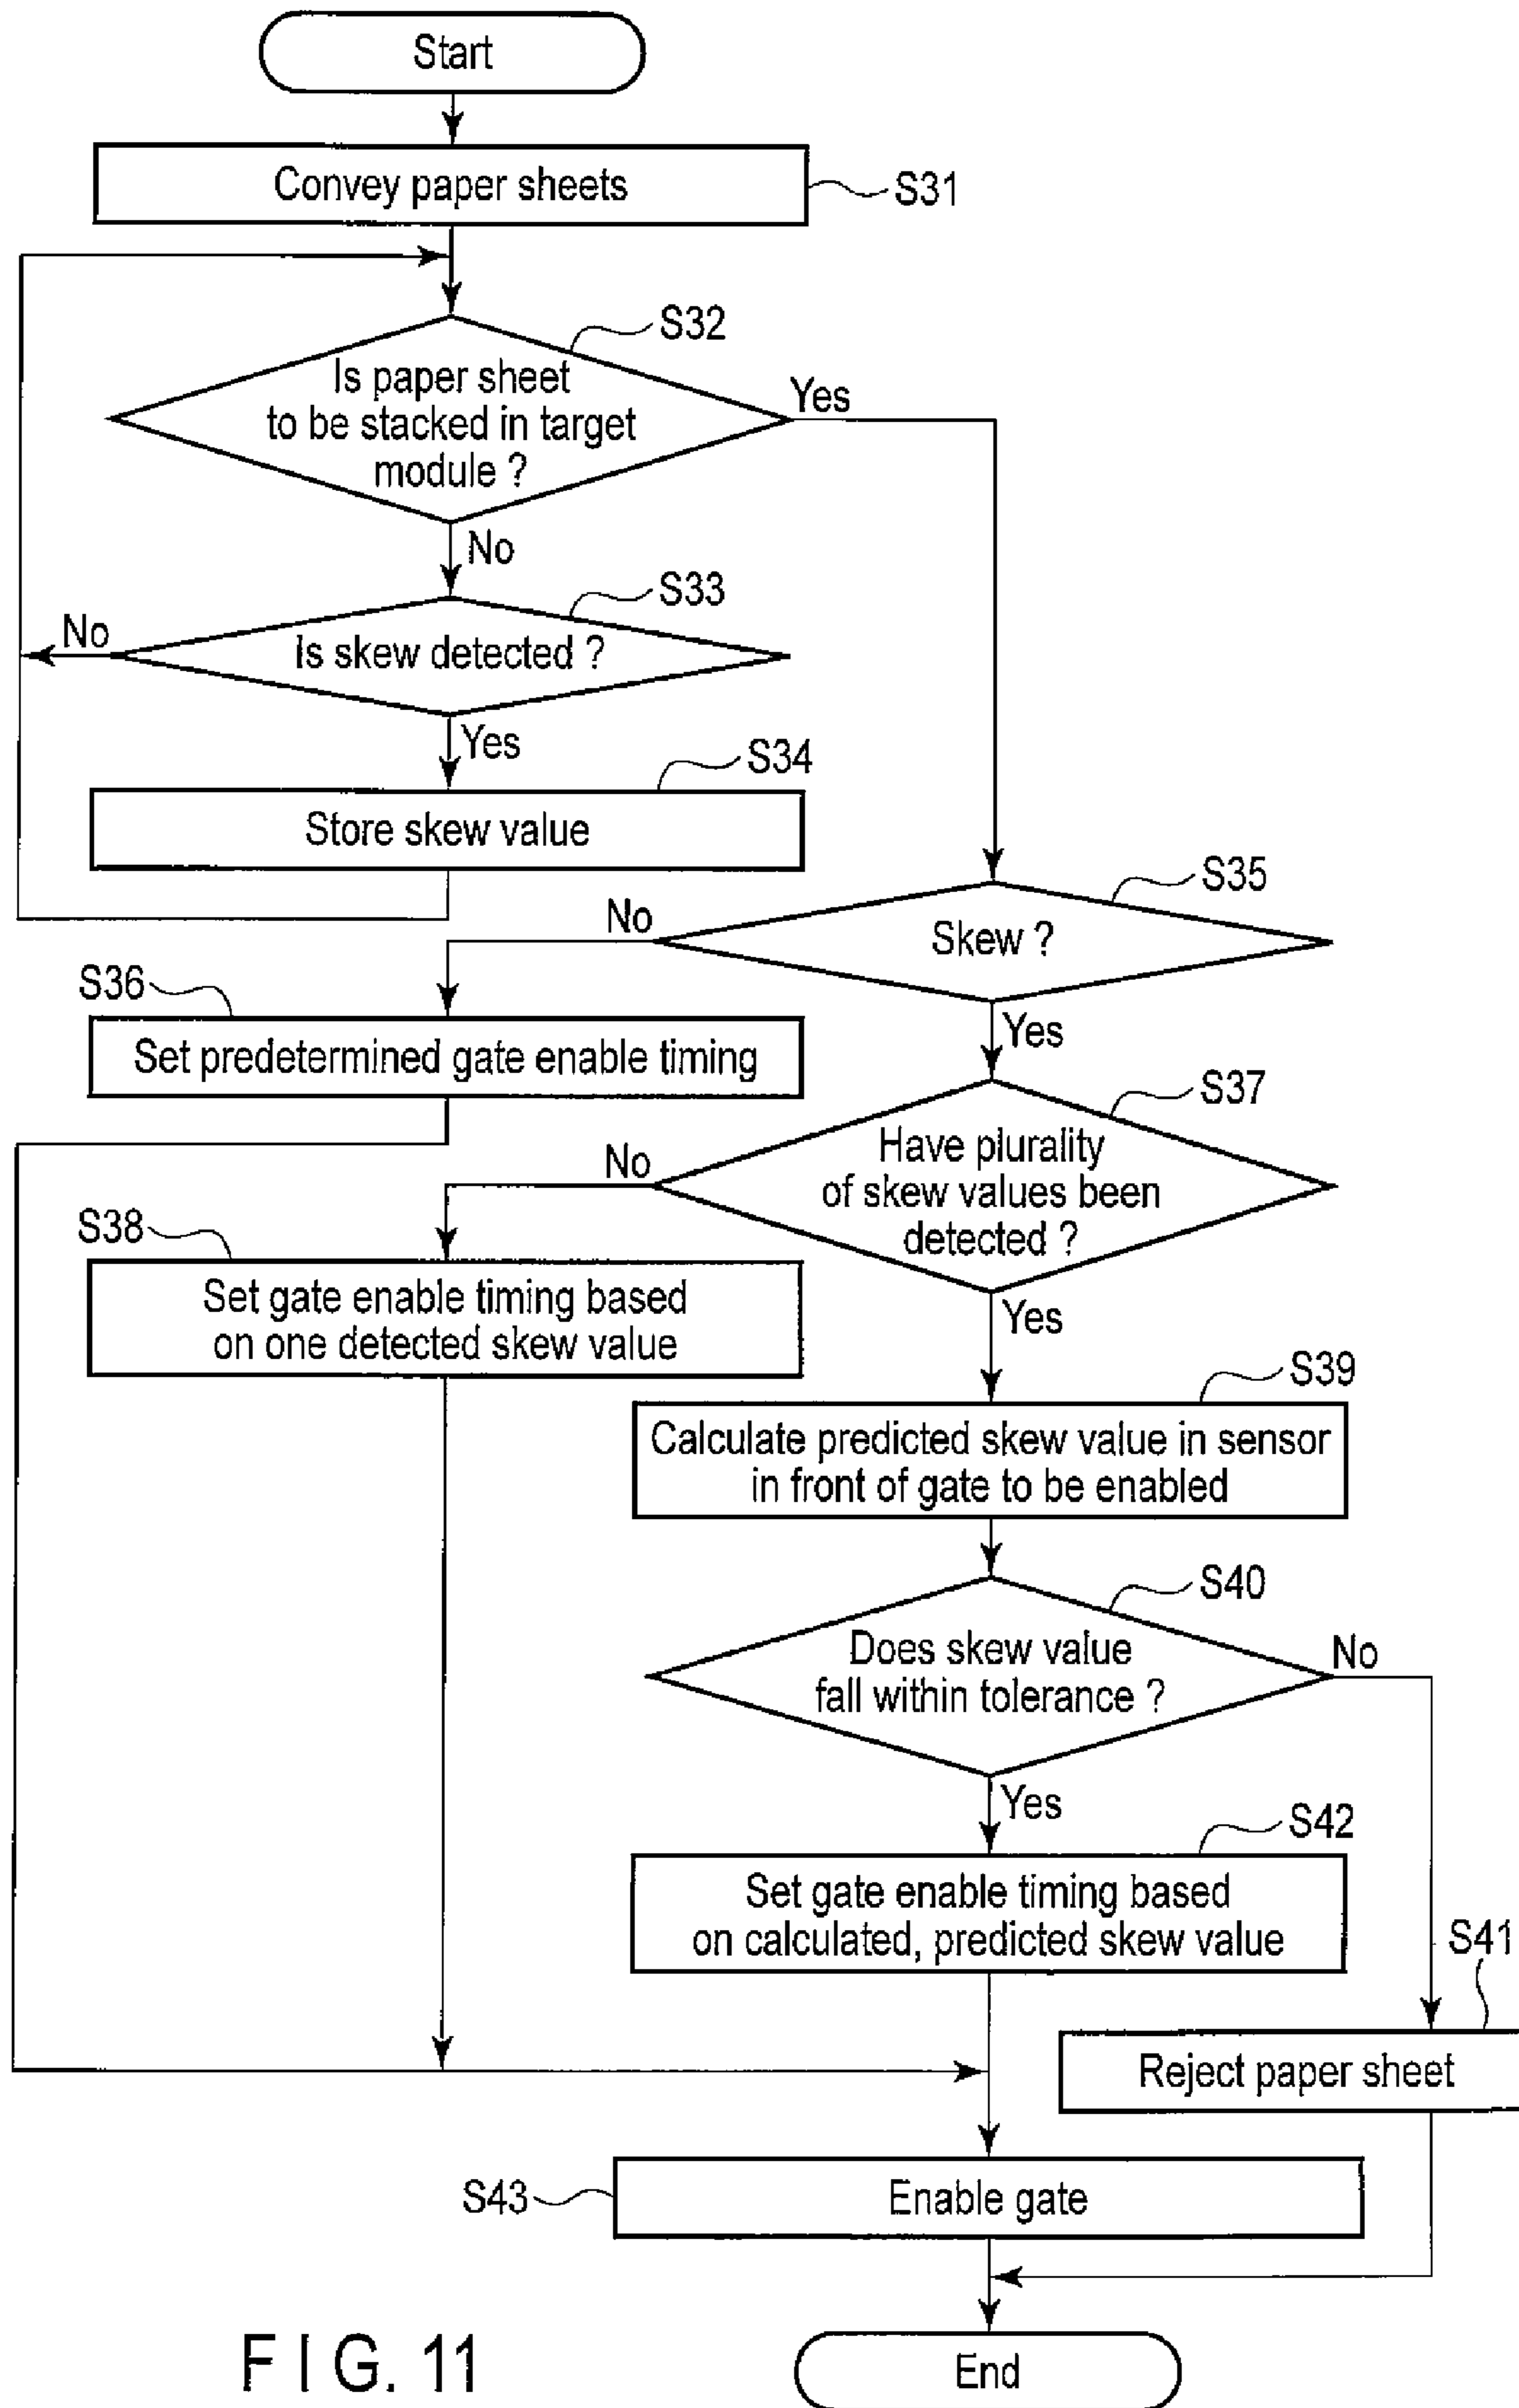 Start
Convey paper sheets
S31
S32
Is paper sheet
to be stacked in target
module ?
Yes
No
S33
No
Is skew detected ?
Yes
S34
Store skew value
S35
No
Skew ?
S36
Yes
Set predetermined gate enable timing
S37
Have plurality
of skew values been
detected ?
No
S38
Yes
Set gate enable timing based
on one detected skew value
S39
Calculate predicted skew value in sensor
in front of gate to be enabled
S40
Does skew value
fall within tolerance ?
No
Yes
S42
Set gate enable timing based
on calculated, predicted skew value
S41
Reject paper sheet
S43
Enable gate
End
F I G. 11